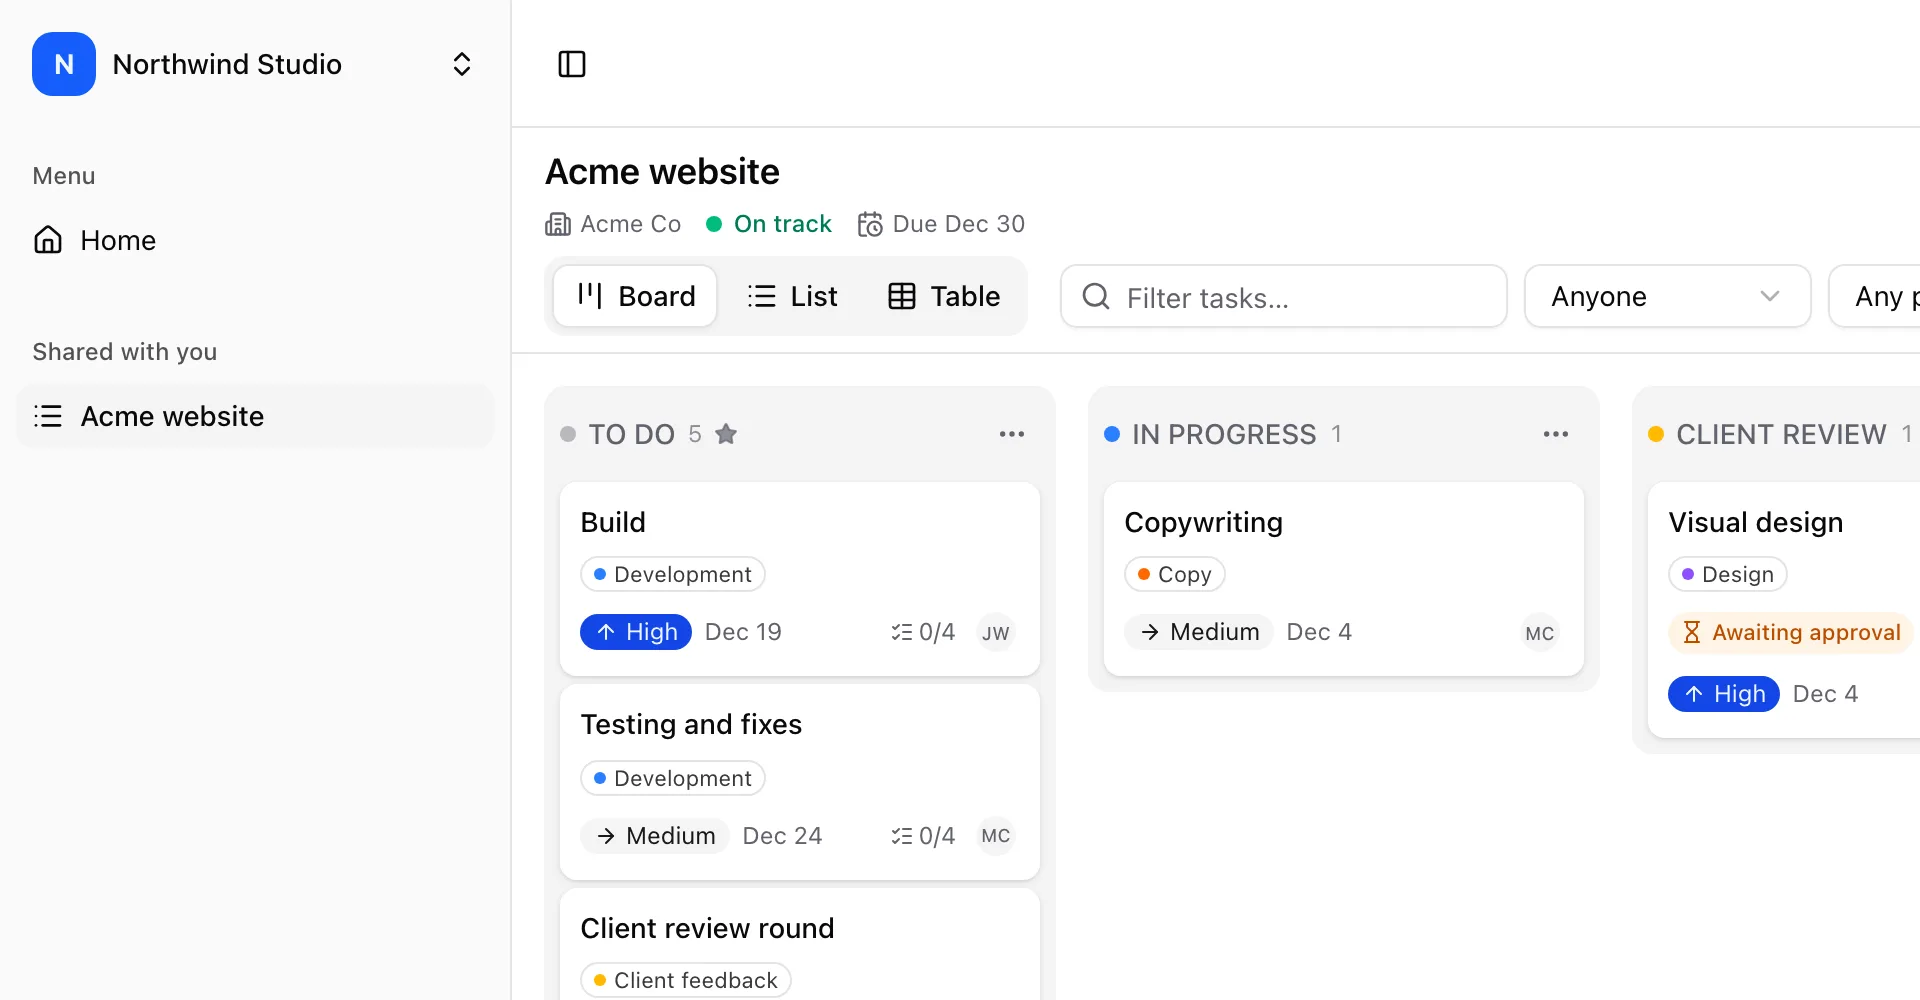 N Northwind Studio
Menu
Home
Shared with you
Acme website
Acme website
Acme Co On track Due Dec 30
Board List Table Filter tasks... Anyone Any p
TO DO 5
Build
Development
High Dec 19 0/4 JW
Testing and fixes
Development
Medium Dec 24 0/4 MC
Client review round
Client feedback
IN PROGRESS 1
Copywriting
Copy
Medium Dec 4 MC
CLIENT REVIEW 1
Visual design
Design
Awaiting approval
High Dec 4